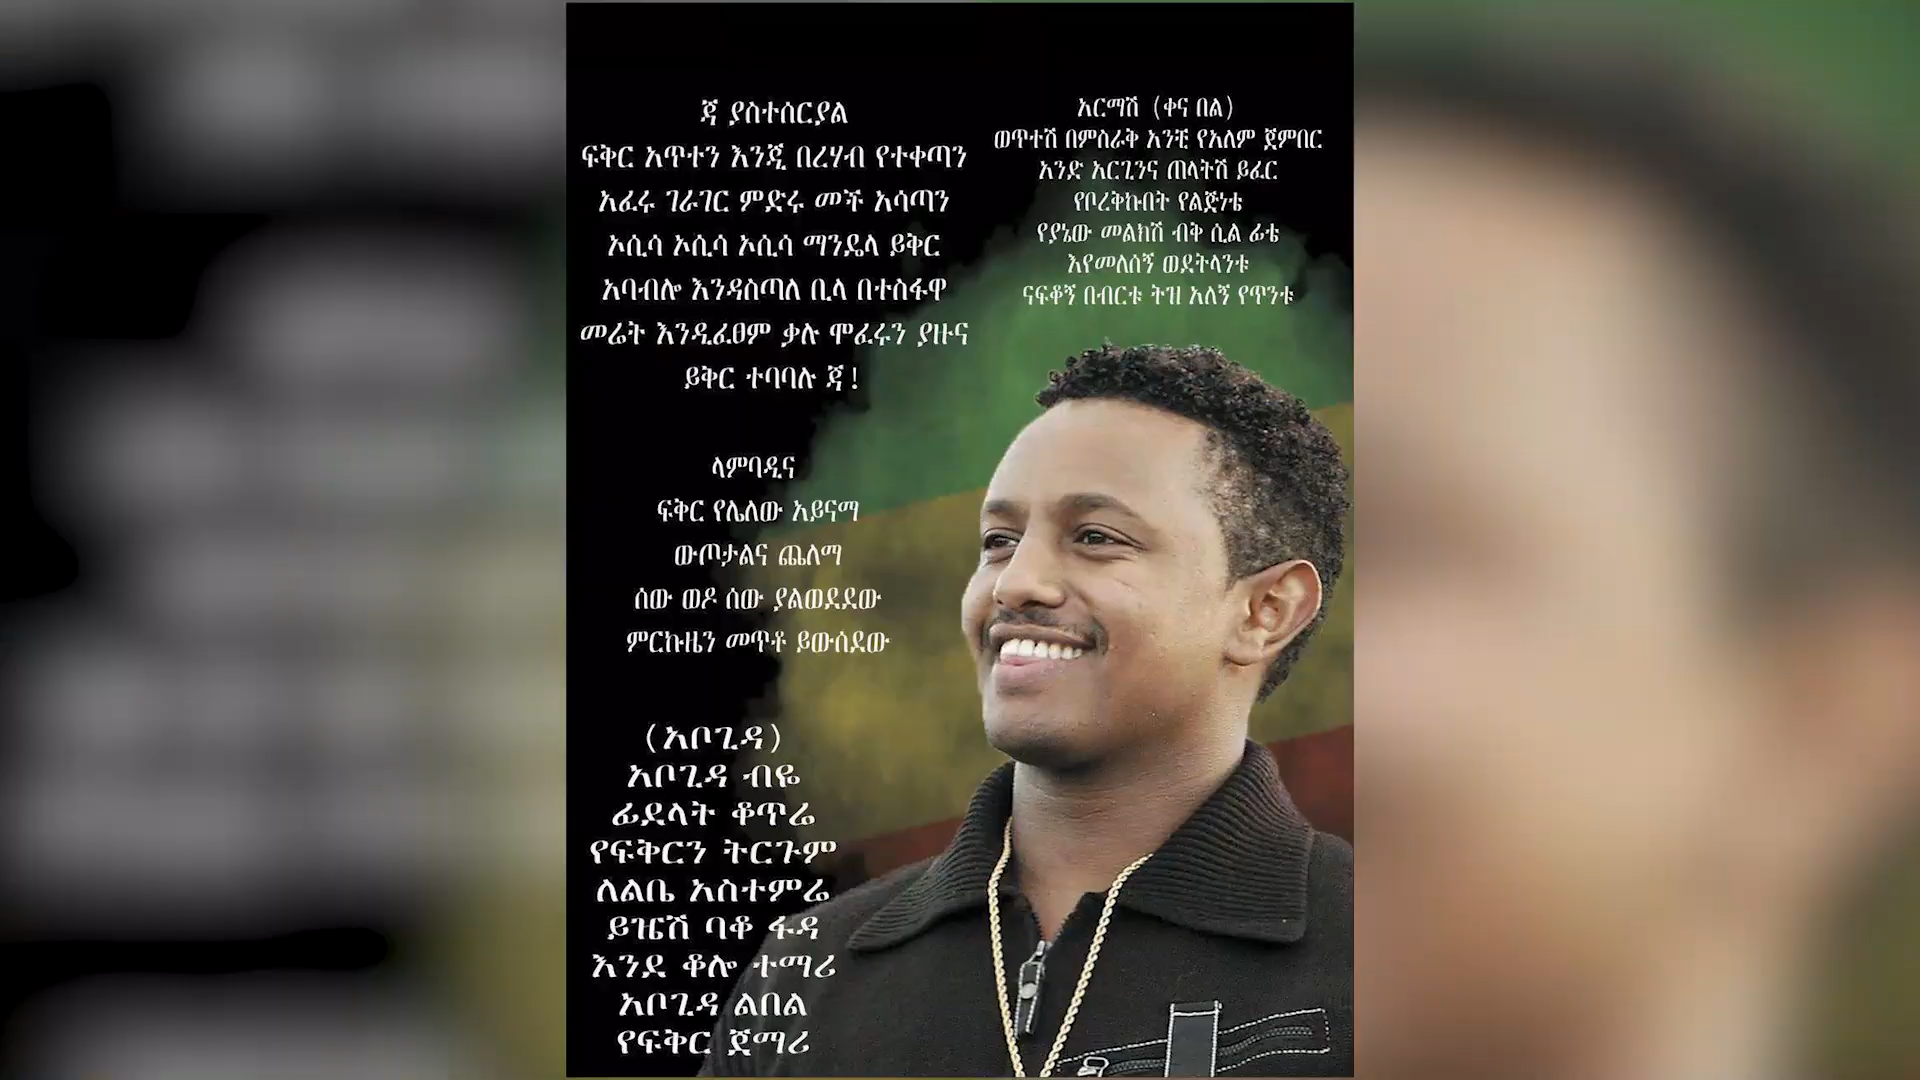 ጃ ያስተሰርያል
ፍቅር አጥተን እንጂ በረሃብ የተቀጣን
አፈሩ ገራገር ምድሩ መች አሳጣን
ኦሲሳ ኦሲሳ ኦሲሳ ማንዴላ ይቅር
አባብሎ እንዳስጣለ ቢላ በተስፋዋ
መሬት እንዲፈፀም ቃሉ ሞፈሩን ያዙና
ይቅር ተባባሉ ጃ!
ላምባዲና
ፍቅር የሌለው አይናማ
ውጦታልና ጨለማ
ሰው ወዶ ሰው ያልወደደው
ምርኩዜን መጥቶ ይውሰደው
(አቦጊዳ)
አቦጊዳ ብዬ
ፊደላት ቆጥሬ
የፍቅርን ትርጉም
ለልቤ አስተምሬ
ይዤሽ ባቆ ፋዳ
እንደ ቆሎ ተማሪ
አቦጊዳ ልበል
የፍቅር ጀማሪ
አርማሽ (ቀና በል)
ወጥተሽ በምስራቅ አንቺ የአለም ጀምበር
አንድ አርጊንና ጠላትሽ ይፈር
የቦረቅኩበት የልጅነቴ
የያኔው መልክሽ ብቅ ሲል ፊቴ
እየመለሰኝ ወደትላንቱ
ናፍቆኝ በብርቱ ትዝ አለኝ የጥንቱ